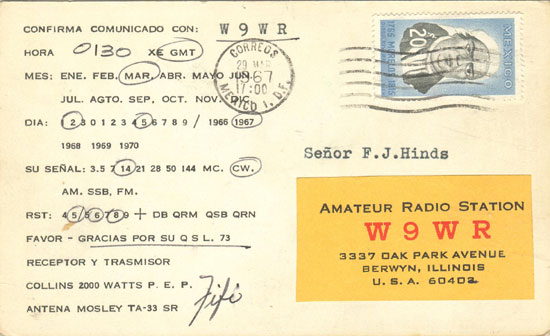 CONFIRMA COMUNICADO CON: W9WR
HORA 0130 XE GMT
MES: ENE. FEB. MAR. ABR. MAYO JUN.
JUL. AGTO. SEP. OCT. NOV. DIC.
DIA: 1 2 3 0 1 2 3 4 5 6 7 8 9 / 1966 1967
1968 1969 1970
SU SEÑAL: 3.5 7 14 21 28 50 144 MC. CW.
AM. SSB, FM.
RST: 4 5/5 6 7 8 9 + DB QRM QSB QRN
FAVOR - GRACIAS POR SU QSL. 73
RECEPTOR Y TRASMISOR
COLLINS 2000 WATTS P. E. P.
ANTENA MOSLEY TA-33 SR
Fifi
CORREOS
29 MAR
1967
17:00
MEXICO 1, D.F.
MEXICO
20
Señor F.J.Hinds
AMATEUR RADIO STATION
W9WR
3337 OAK PARK AVENUE
BERWYN, ILLINOIS
U. S. A. 60402